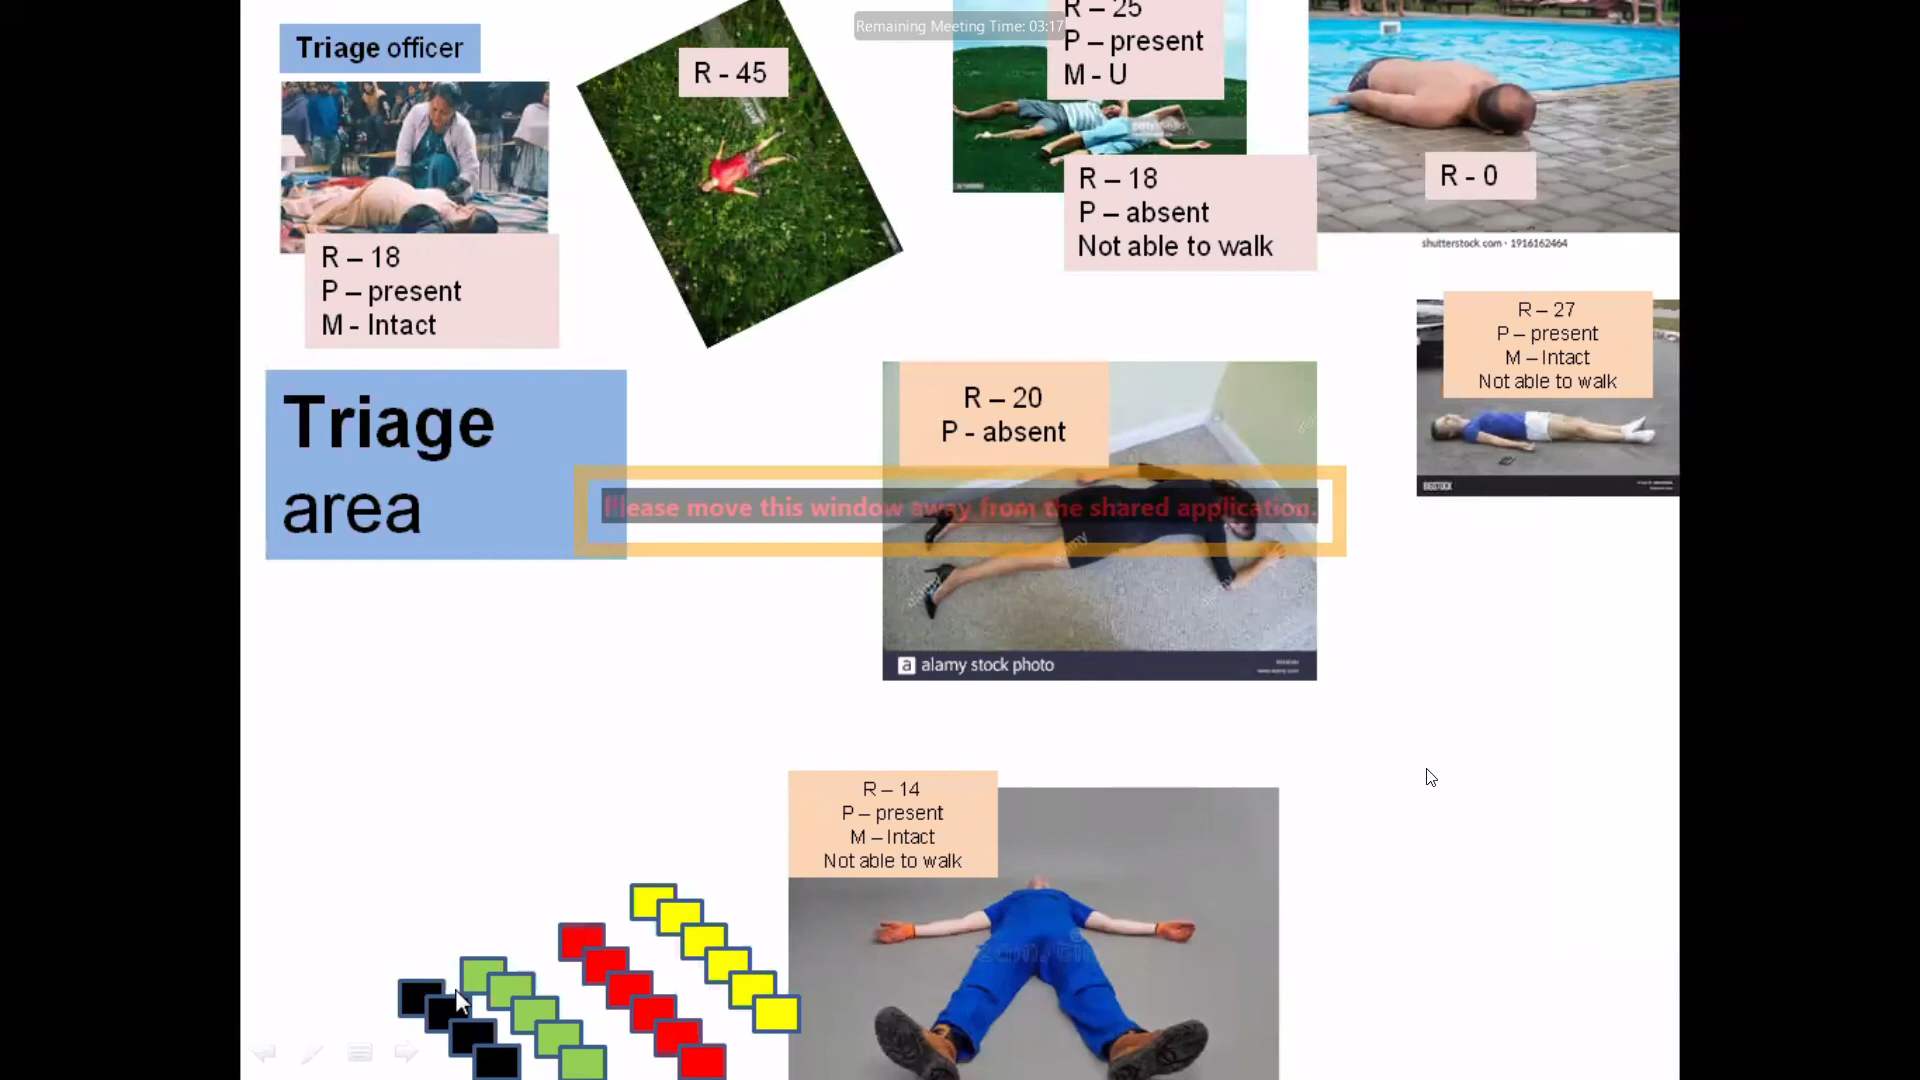 Remaining Meeting Time: 03:17
Triage officer
R - 45
R – 25
P – present
M - U
R – 18
P – absent
Not able to walk
R - 0
shutterstock.com · 1916162464
R – 18
P – present
M - Intact
R – 27
P – present
M – Intact
Not able to walk
Triage
area
R – 20
P - absent
Please move this window away from the shared application.
alamy
a alamy stock photo
R – 14
P – present
M – Intact
Not able to walk